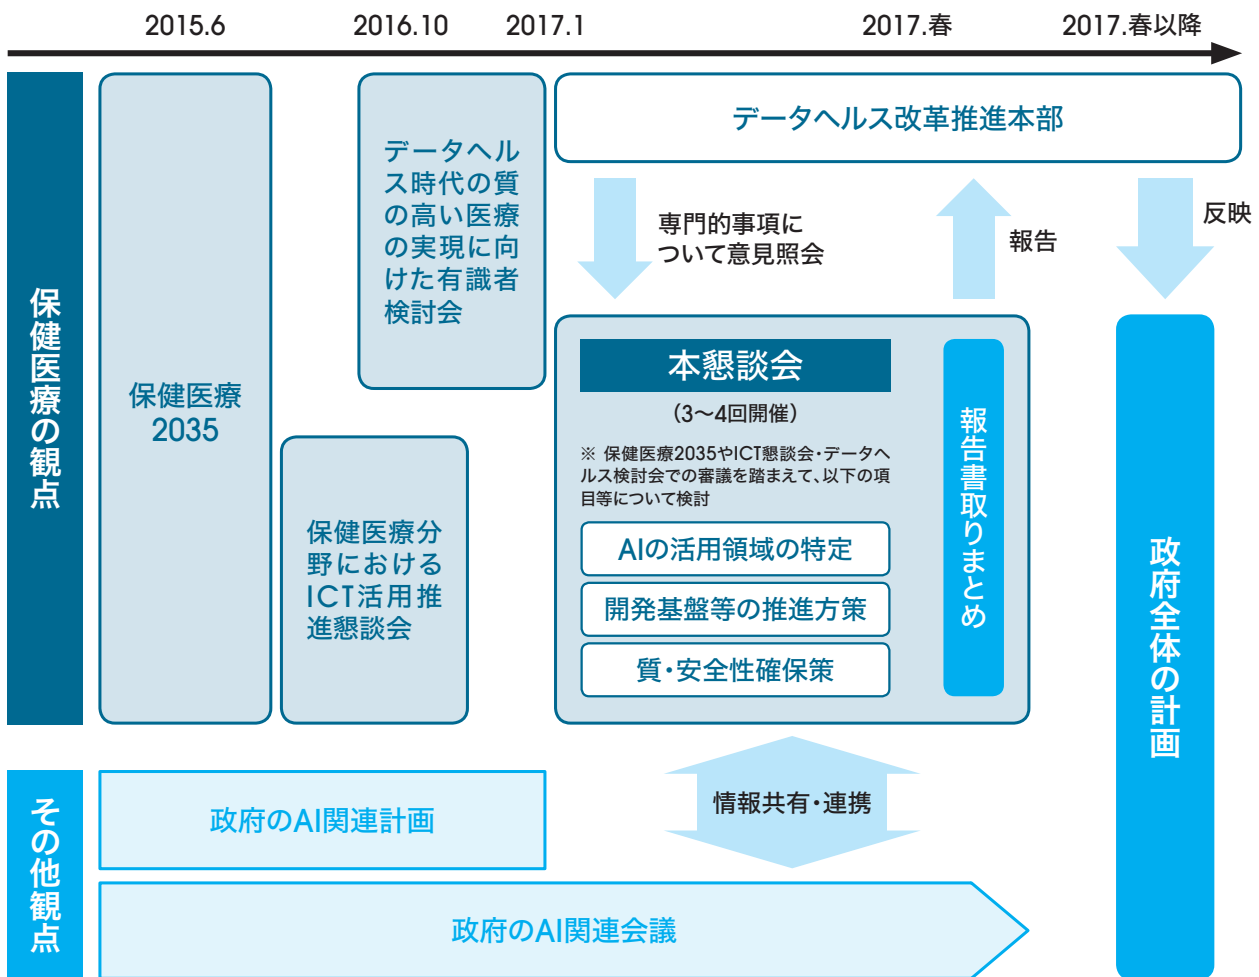 2015.6
2016.10
2017.1
2017.春
2017.春以降
保健医療の観点
保健医療
2035
データヘル
ス時代の質
の高い医療
の実現に向
けた有識者
検討会
保健医療分
野における
ICT活用推
進懇談会
データヘルス改革推進本部
専門的事項に
ついて意見照会
報告
反映
本懇談会
（3～4回開催）
※ 保健医療2035やICT懇談会・データヘ
ルス検討会での審議を踏まえて、以下の項
目等について検討
AIの活用領域の特定
開発基盤等の推進方策
質・安全性確保策
報告書取りまとめ
政府全体の計画
その他観点
政府のAI関連計画
情報共有・連携
政府のAI関連会議